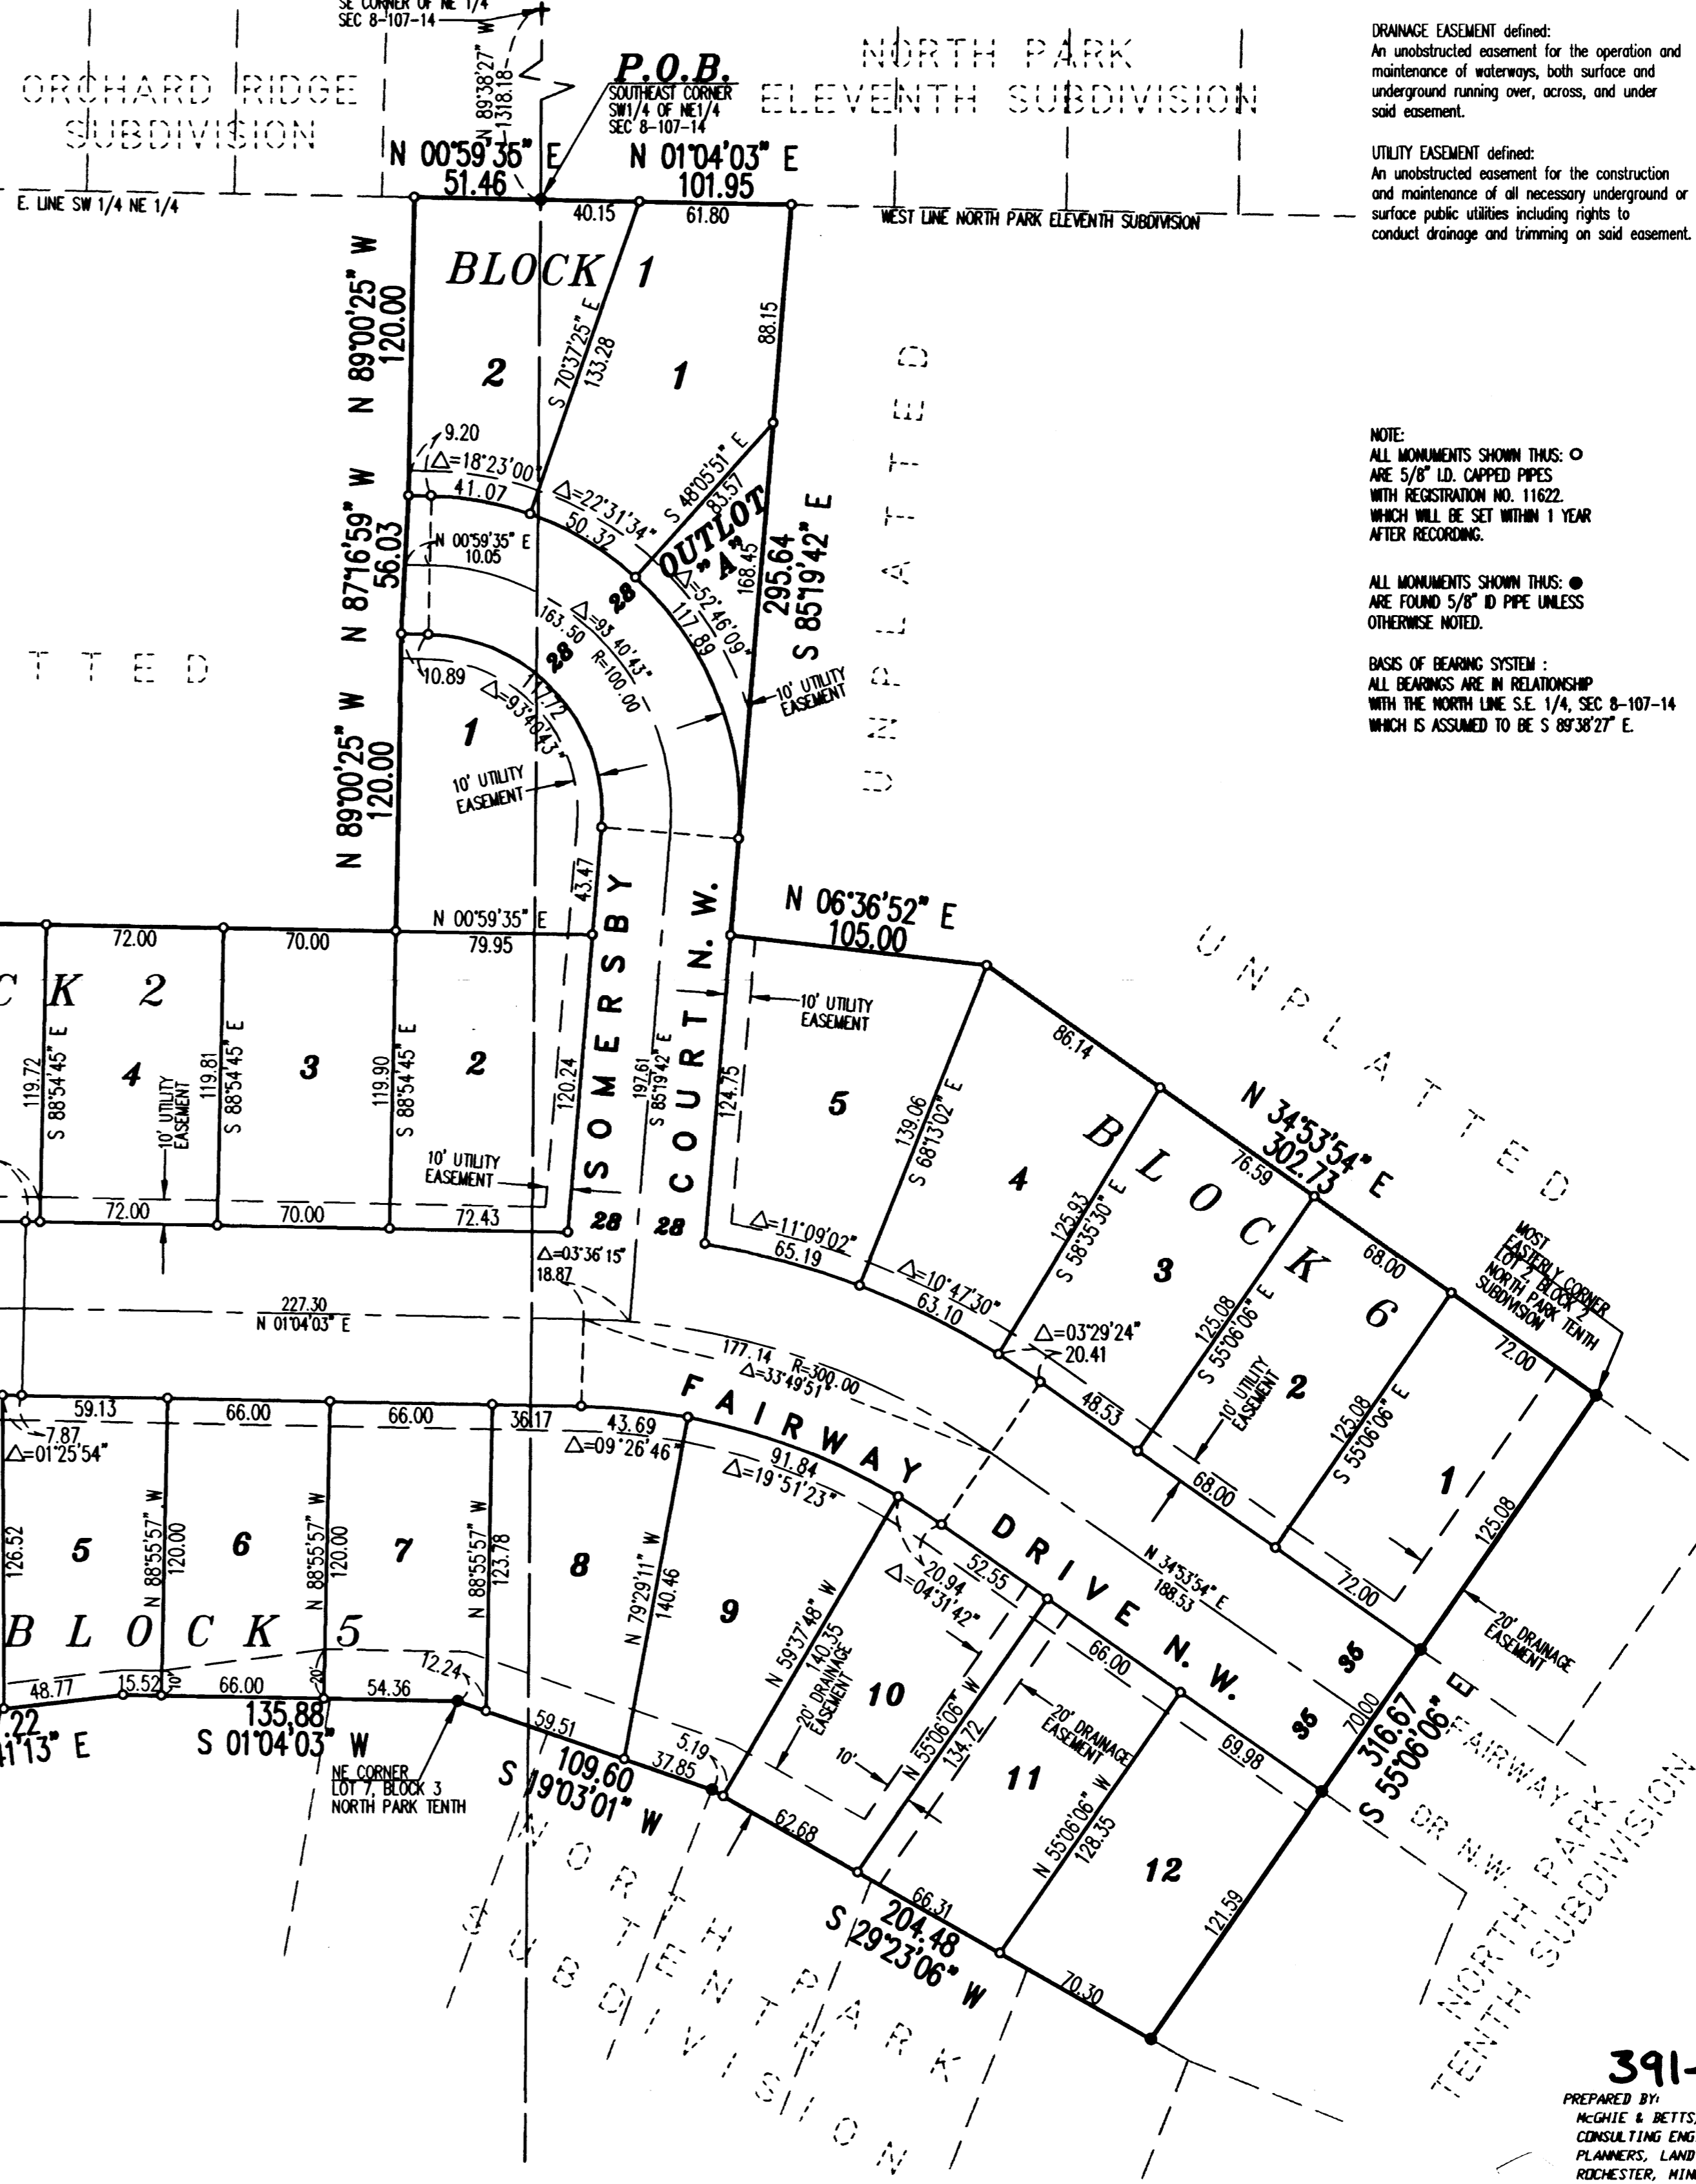 SE CORNER OF NE 1/4
SEC 8-107-14
N 89°38'27" W
1318.18
P.O.B.
SOUTHEAST CORNER
SW1/4 OF NE1/4
SEC 8-107-14
ORCHARD RIDGE
SUBDIVISION
NORTH PARK
ELEVENTH SUBDIVISION
N 00°59'35" E
51.46
N 01°04'03" E
101.95
40.15
61.80
E. LINE SW 1/4 NE 1/4
WEST LINE NORTH PARK ELEVENTH SUBDIVISION
DRAINAGE EASEMENT defined:
An unobstructed easement for the operation and
maintenance of waterways, both surface and
underground running over, across, and under
said easement.
UTILITY EASEMENT defined:
An unobstructed easement for the construction
and maintenance of all necessary underground or
surface public utilities including rights to
conduct drainage and trimming on said easement.
NOTE:
ALL MONUMENTS SHOWN THUS:
ARE 5/8" I.D. CAPPED PIPES
WITH REGISTRATION NO. 11622.
WHICH WILL BE SET WITHIN 1 YEAR
AFTER RECORDING.
ALL MONUMENTS SHOWN THUS:
ARE FOUND 5/8" ID PIPE UNLESS
OTHERWISE NOTED.
BASIS OF BEARING SYSTEM :
ALL BEARINGS ARE IN RELATIONSHIP
WITH THE NORTH LINE S.E. 1/4, SEC 8-107-14
WHICH IS ASSUMED TO BE S 89°38'27" E.
BLOCK 1
N 89°00'25" W
120.00
2
S 70°37'25" E
133.28
1
88.15
9.20
Δ=18°23'00"
41.07
Δ=22°31'34"
50.32
S 48°05'51" E
83.57
OUTLOT
"A"
168.45
295.64
S 85°19'42" E
UNPLATTED
N 87°16'59" W
56.03
N 00°59'35" E
10.05
28
28
163.50
Δ=93°40'43"
R=100.00
Δ=52°46'09"
117.89
10' UTILITY
EASEMENT
TTED
10.89
117.72
Δ=93°40'43"
1
N 89°00'25" W
120.00
10' UTILITY
EASEMENT
43.47
N 00°59'35" E
79.95
72.00
70.00
CK 2
119.72
S 88°54'45" E
4
119.81
S 88°54'45" E
3
119.90
S 88°54'45" E
2
10' UTILITY
EASEMENT
10' UTILITY
EASEMENT
120.24
SOMERSBY
COURT N.W.
197.61
S 85°19'42" E
124.75
28
28
72.00
70.00
72.43
N 06°36'52" E
105.00
10' UTILITY
EASEMENT
5
139.06
S 68°13'02" E
86.14
UNPLATTED
4
BLOCK 6
N 34°53'54" E
302.73
76.59
125.93
S 58°35'30" E
3
68.00
125.08
S 55°06'06" E
MOST
EASTERLY CORNER
LOT 2, BLOCK 2
NORTH PARK TENTH
SUBDIVISION
72.00
Δ=11°09'02"
65.19
Δ=10°47'30"
63.10
Δ=03°29'24"
20.41
48.53
10' UTILITY
EASEMENT
2
125.08
S 55°06'06" E
1
125.08
68.00
72.00
20' DRAINAGE
EASEMENT
Δ=03°36'15"
18.87
227.30
N 01°04'03" E
177.14
R=300.00
Δ=33°49'51"
FAIRWAY DRIVE N.W.
N 34°53'54" E
188.53
35
35
59.13
66.00
66.00
36.17
43.69
Δ=09°26'46"
91.84
Δ=19°51'23"
7.87
Δ=01°25'54"
126.52
5
N 88°55'57" W
120.00
6
N 88°55'57" W
120.00
7
N 88°55'57" W
123.78
8
N 79°29'11" W
140.46
9
N 59°37'48" W
140.35
20.94
Δ=04°31'42"
52.55
20' DRAINAGE
EASEMENT
10
10'
N 55°06'06" W
134.72
66.00
20' DRAINAGE
EASEMENT
11
N 55°06'06" W
128.35
69.98
12
121.59
70.00
316.67
S 55°06'06" E
BLOCK 5
48.77
15.52
10'
66.00
20'
54.36
12.24
.22
41'13" E
135.88
S 01°04'03" W
NE CORNER
LOT 7, BLOCK 3
NORTH PARK TENTH
59.51
109.60
S 19°03'01" W
37.85
5.19
62.68
66.31
204.48
S 29°23'06" W
70.30
NORTH PARK
TENTH
SUBDIVISION
FAIRWAY
DR N.W.
NORTH PARK
TENTH SUBDIVISION
391-
PREPARED BY:
McGHIE & BETTS,
CONSULTING ENG
PLANNERS, LAND
ROCHESTER, MIN